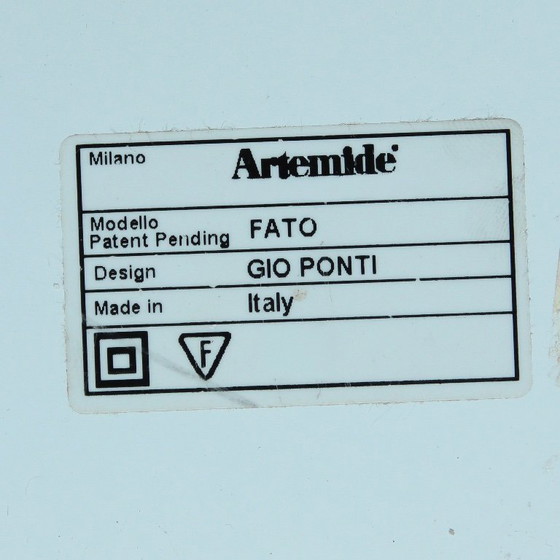 Milano Artemide
Modello
Patent Pending FATO
Design GIO PONTI
Made in Italy
F